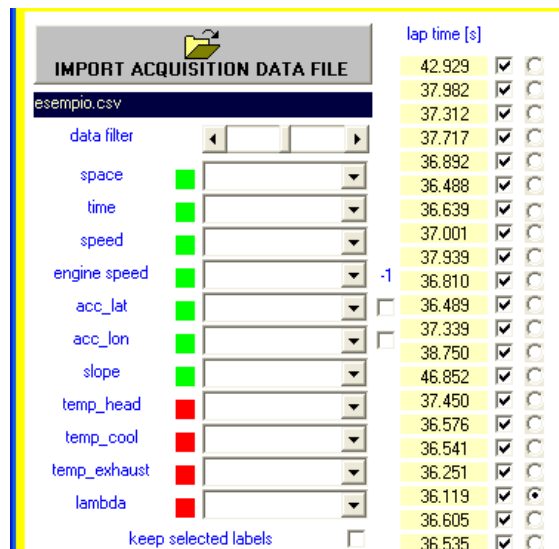 lap time [s]
IMPORT ACQUISITION DATA FILE
esempio.csv
data filter
space
time
speed
engine speed
-1
acc_lat
acc_lon
slope
temp_head
temp_cool
temp_exhaust
lambda
keep selected labels
42.929
37.982
37.312
37.717
36.892
36.488
36.639
37.001
37.939
36.810
36.489
37.339
38.750
46.852
37.450
36.576
36.541
36.251
36.119
36.605
36.535